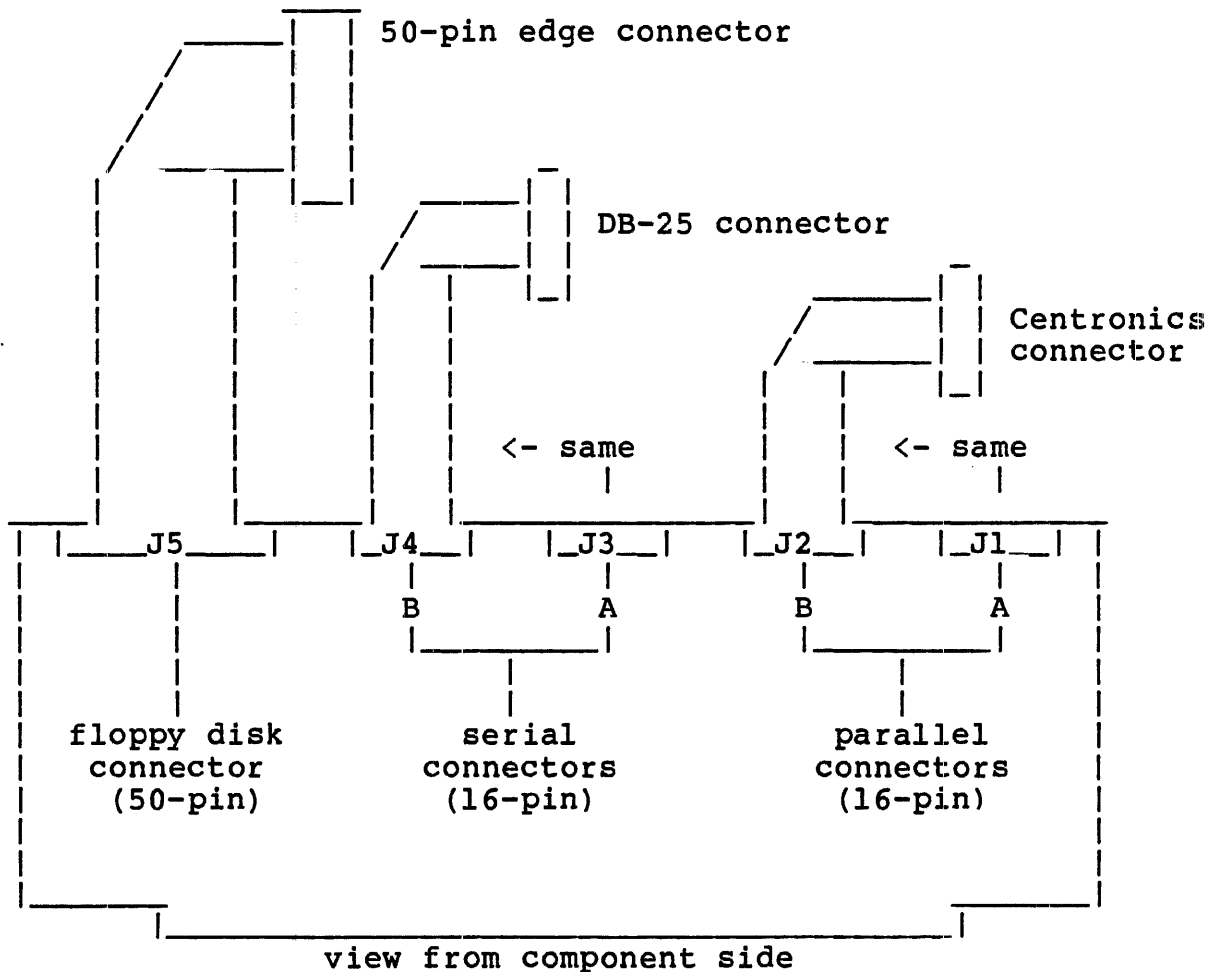 50-pin edge connector
DB-25 connector
Centronics
connector
<- same
<- same
J5
J4
J3
J2
J1
B
A
B
A
floppy disk
connector
(50-pin)
serial
connectors
(16-pin)
parallel
connectors
(16-pin)
view from component side